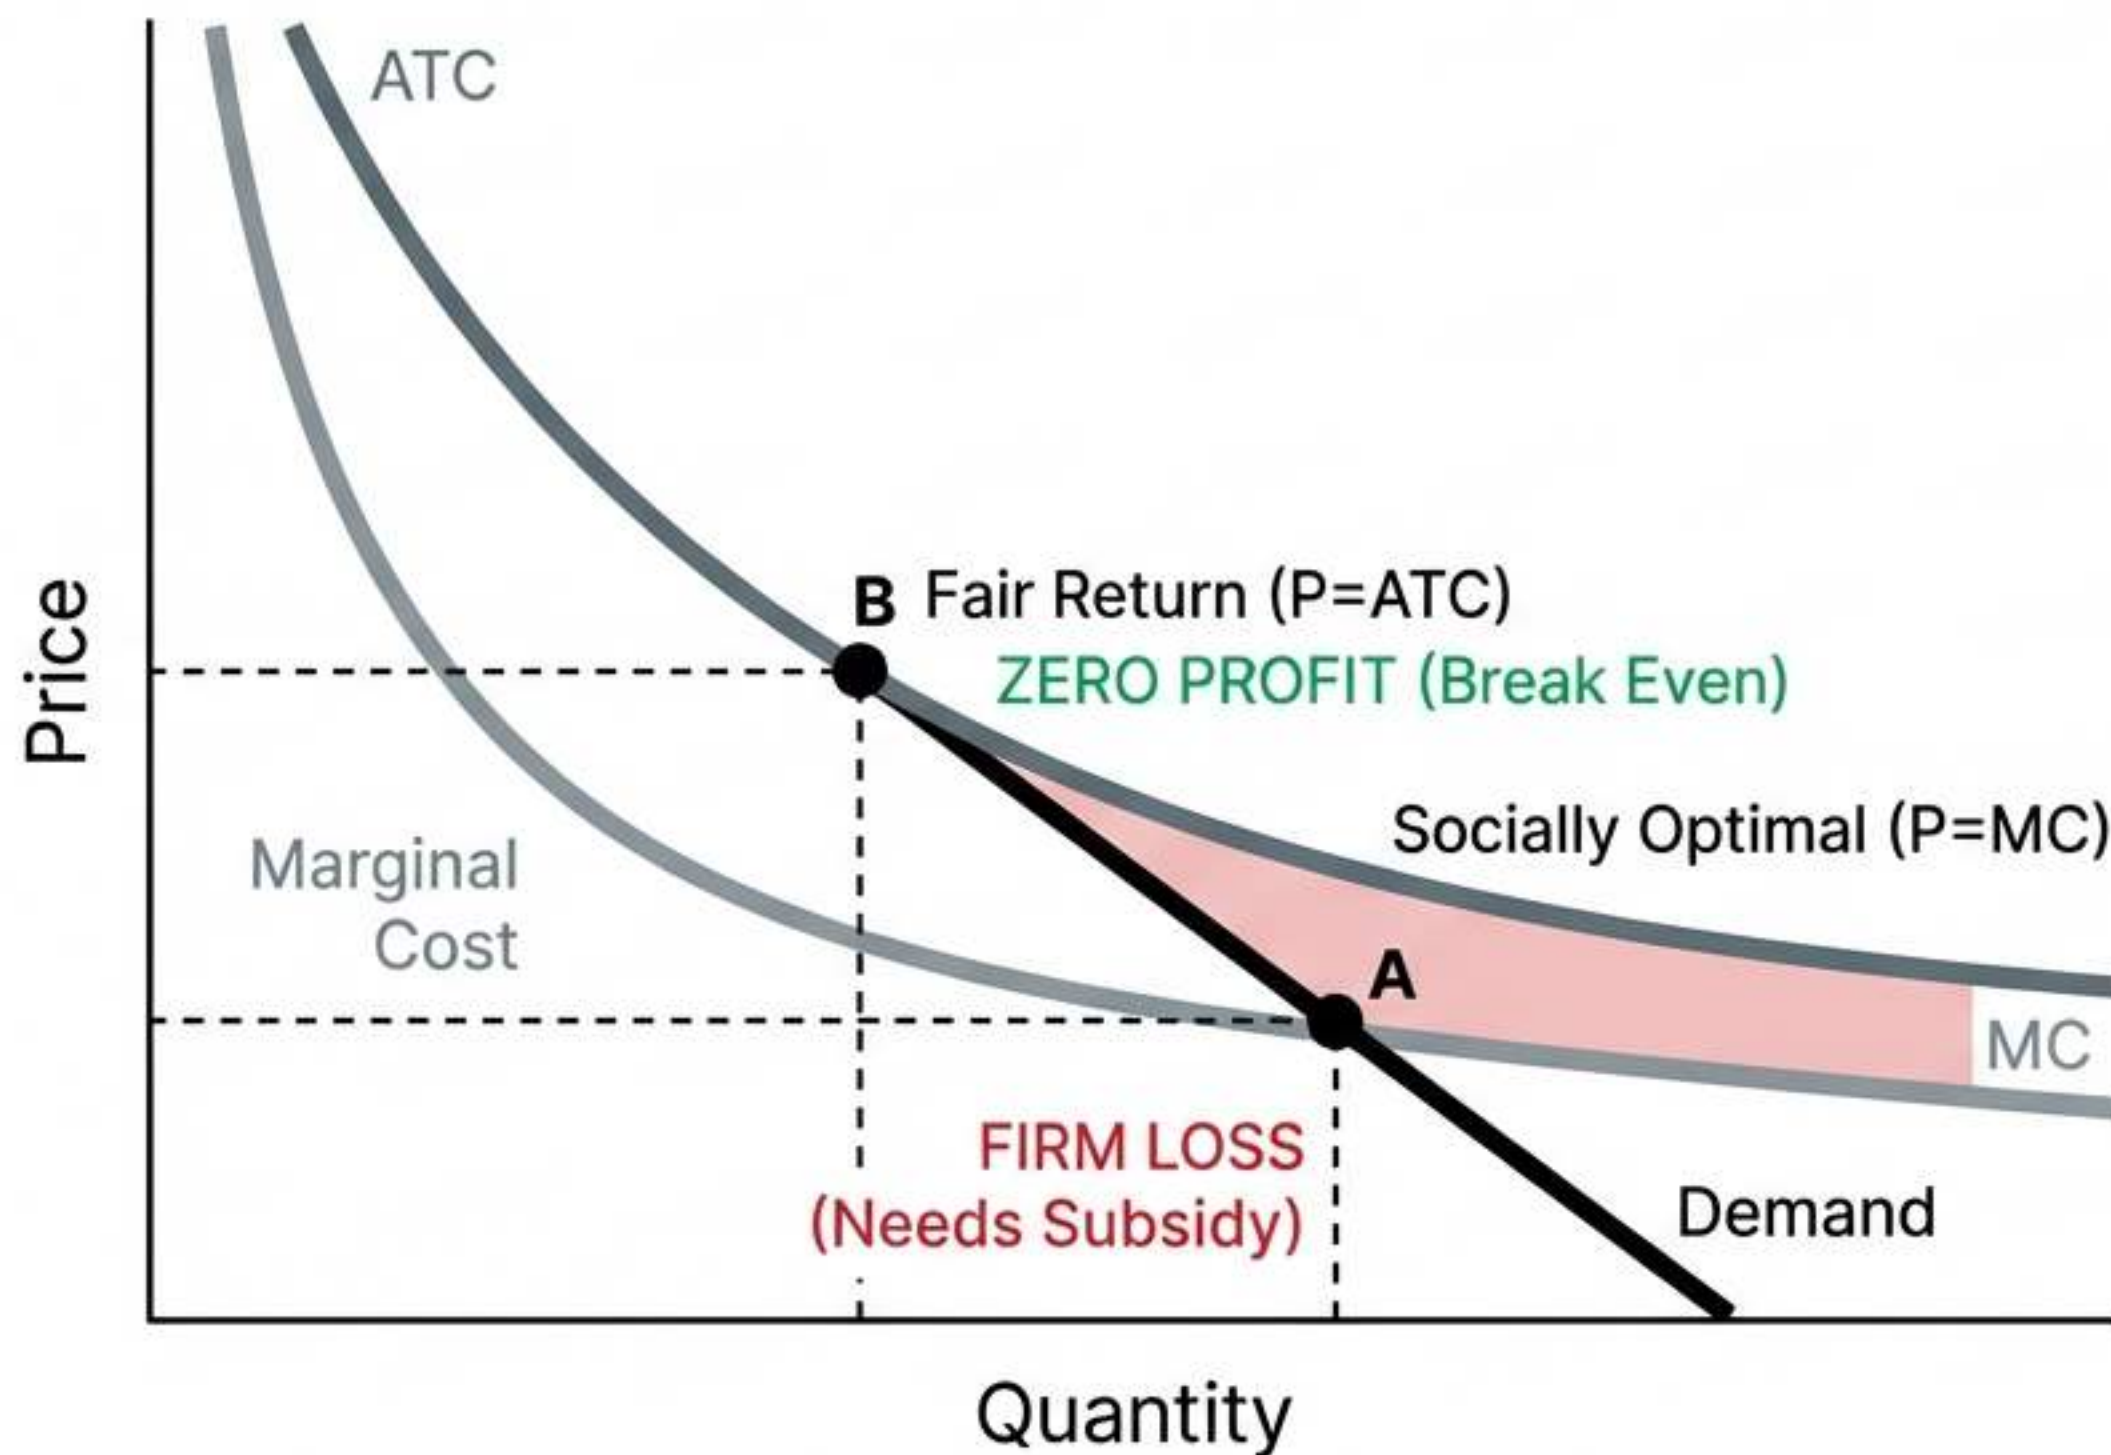 ATC
B Fair Return (P=ATC)
ZERO PROFIT (Break Even)
Price
Socially Optimal (P=MC)
Marginal
Cost
A
MC
FIRM LOSS
(Needs Subsidy)
Demand
Quantity